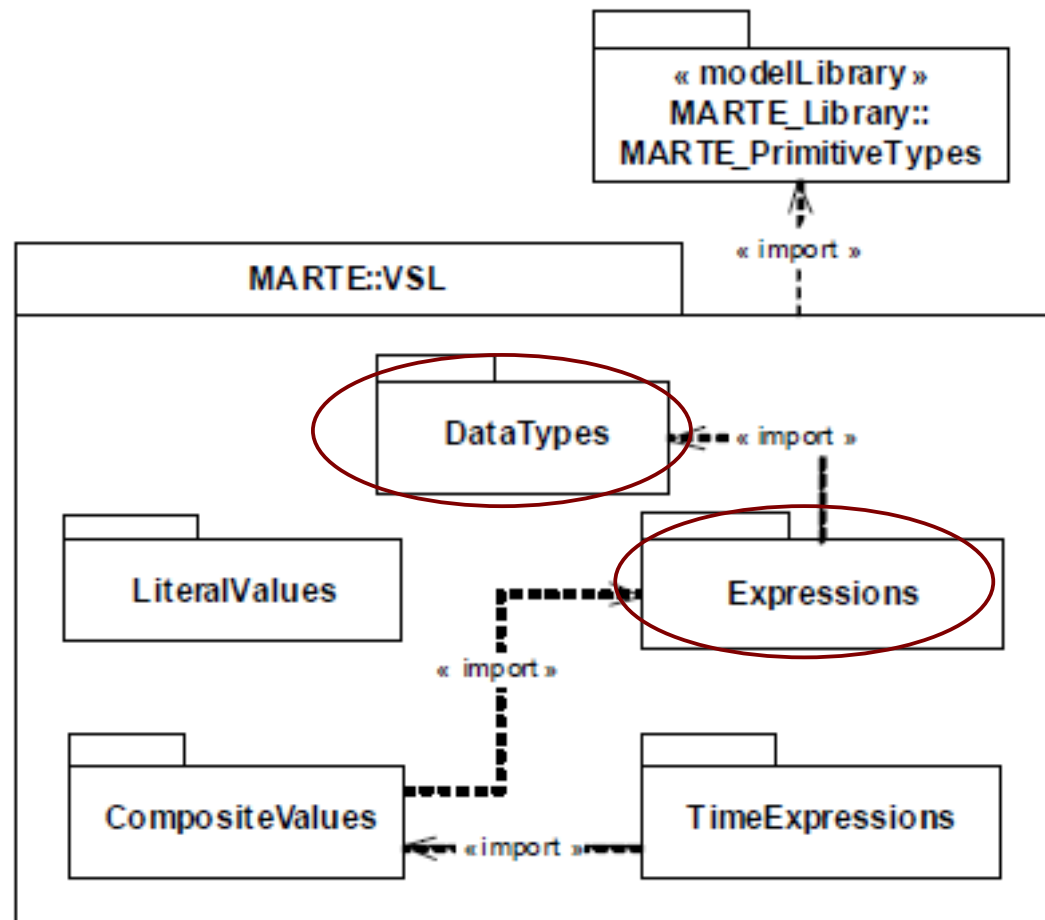 « modelLibrary »
MARTE_Library::
MARTE_PrimitiveTypes
« import »
MARTE::VSL
DataTypes
« import »
LiteralValues
Expressions
« import »
CompositeValues
TimeExpressions
« import »